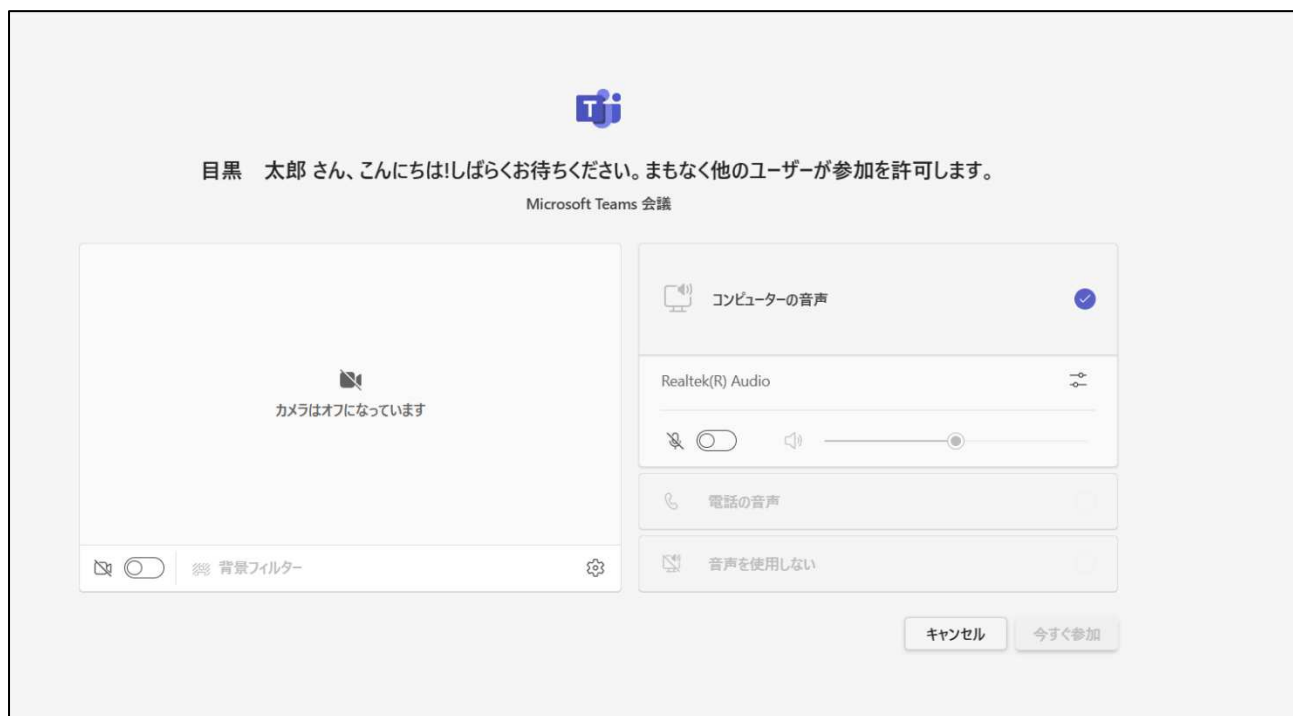 目黒　太郎 さん、こんにちは!しばらくお待ちください。まもなく他のユーザーが参加を許可します。
Microsoft Teams 会議
コンピューターの音声
カメラはオフになっています
Realtek(R) Audio
電話の音声
背景フィルター
音声を使用しない
キャンセル
今すぐ参加